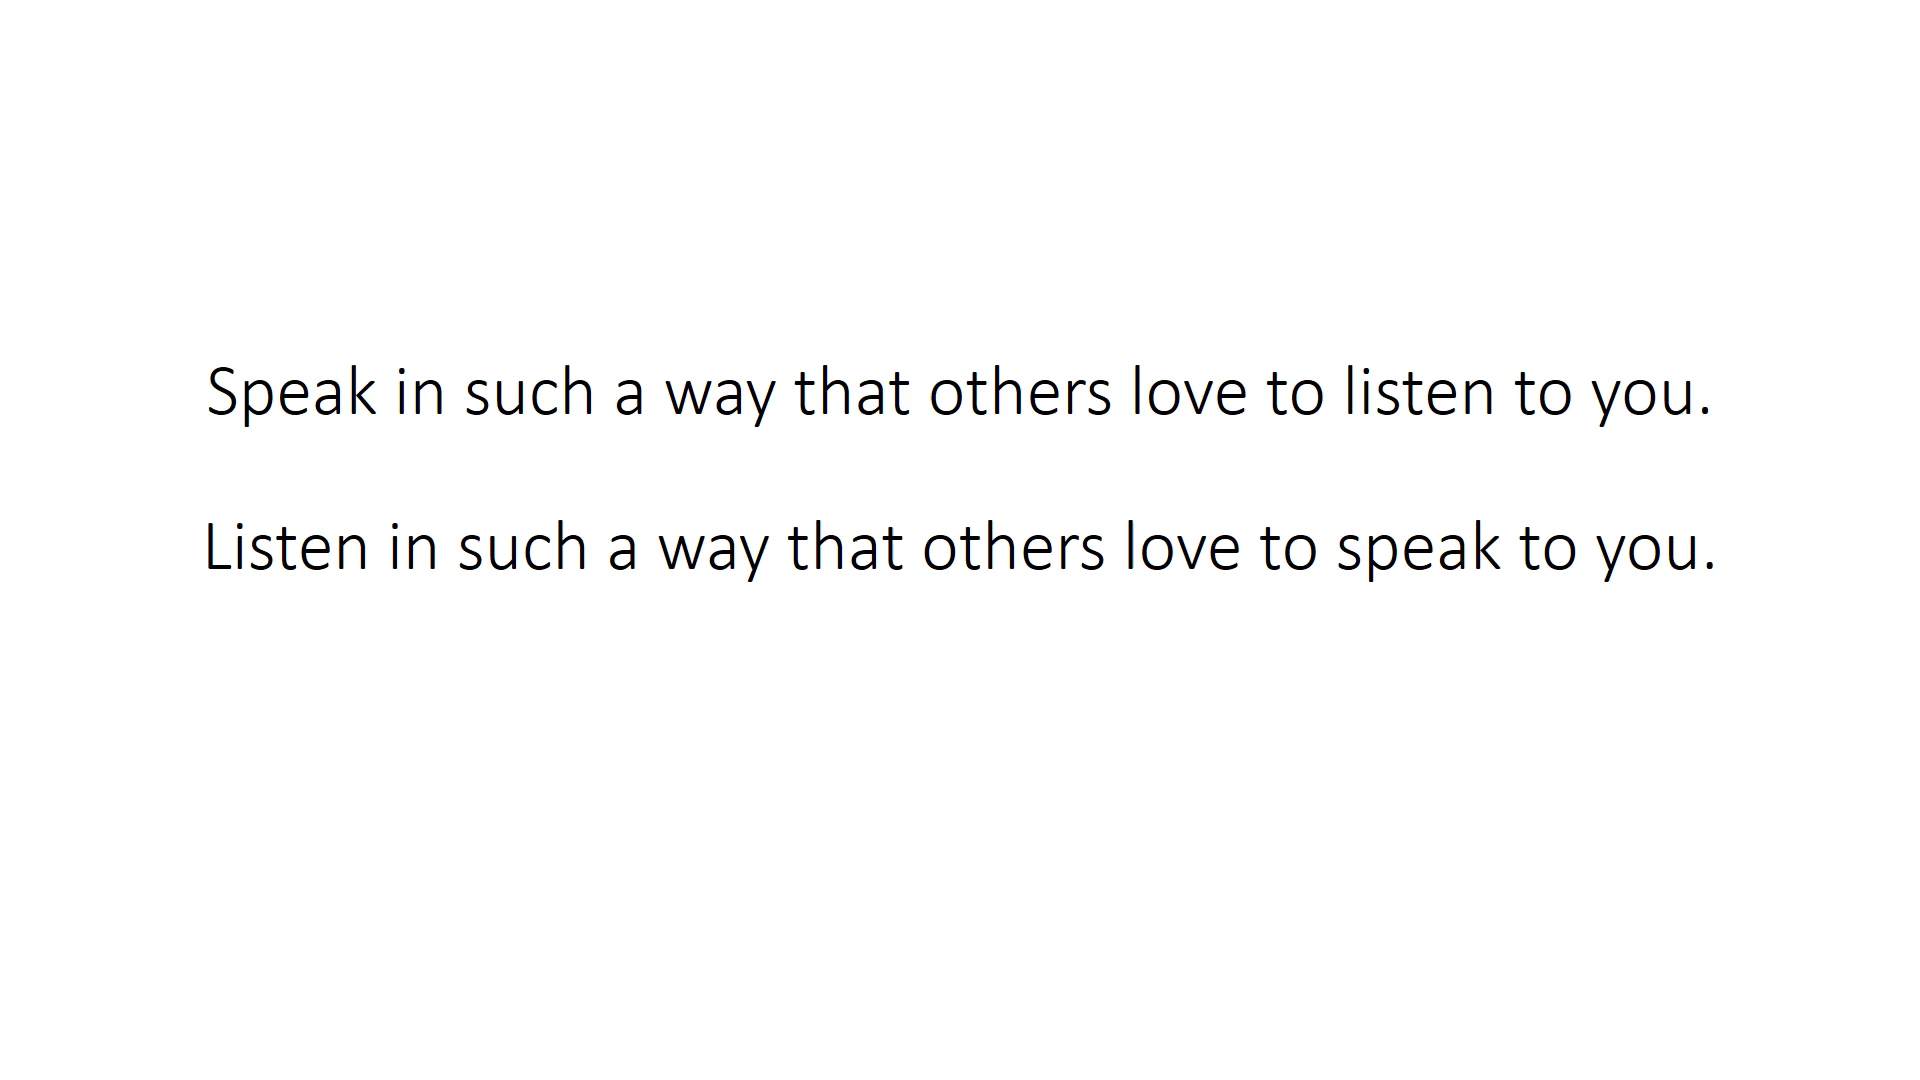 Speak in such a way that others love to listen to you.
Listen in such a way that others love to speak to you.